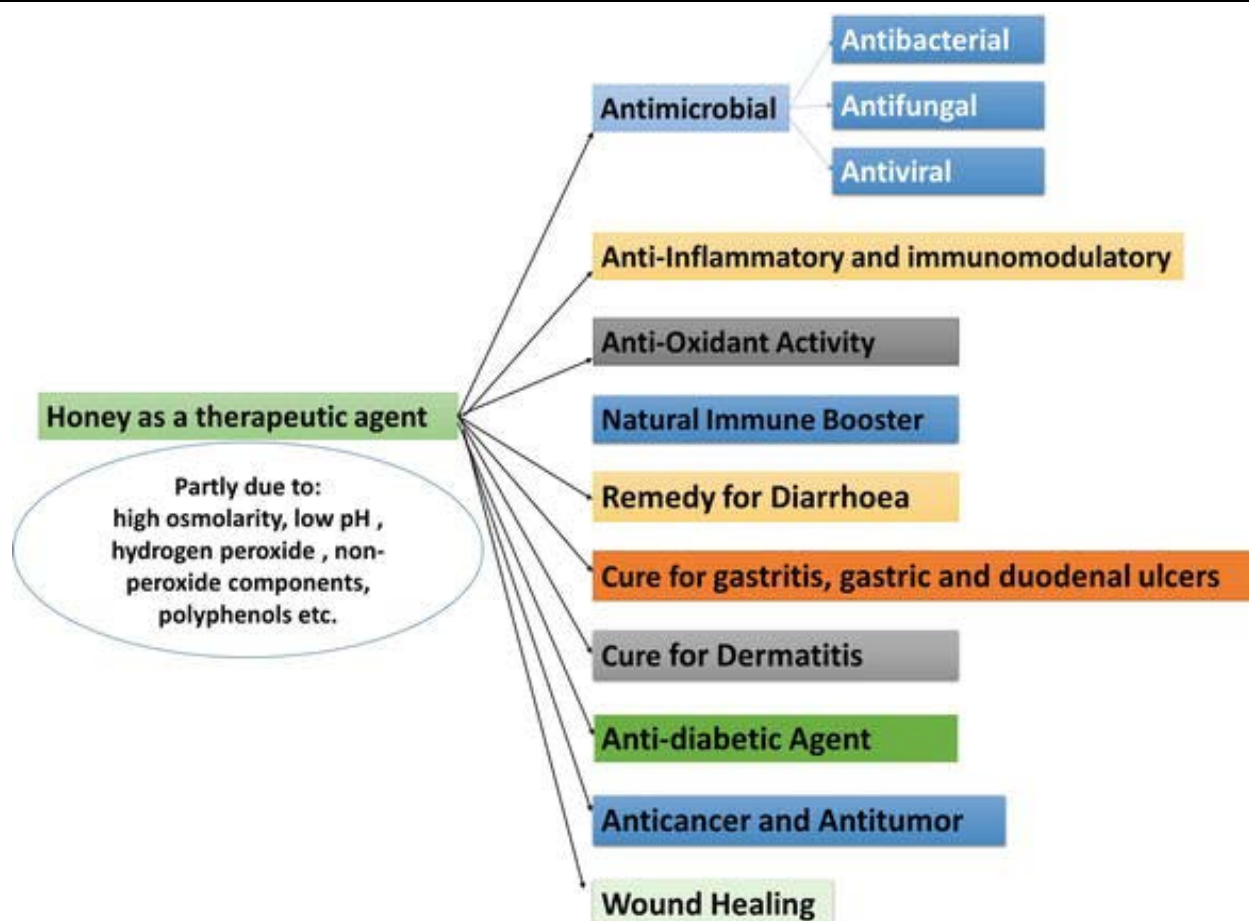 Antibacterial
Antimicrobial
Antifungal
Antiviral
Anti-Inflammatory and immunomodulatory
Anti-Oxidant Activity
Honey as a therapeutic agent
Natural Immune Booster
Partly due to:
high osmolarity, low pH ,
hydrogen peroxide , non-
peroxide components,
polyphenols etc.
Remedy for Diarrhoea
Cure for gastritis, gastric and duodenal ulcers
Cure for Dermatitis
Anti-diabetic Agent
Anticancer and Antitumor
Wound Healing